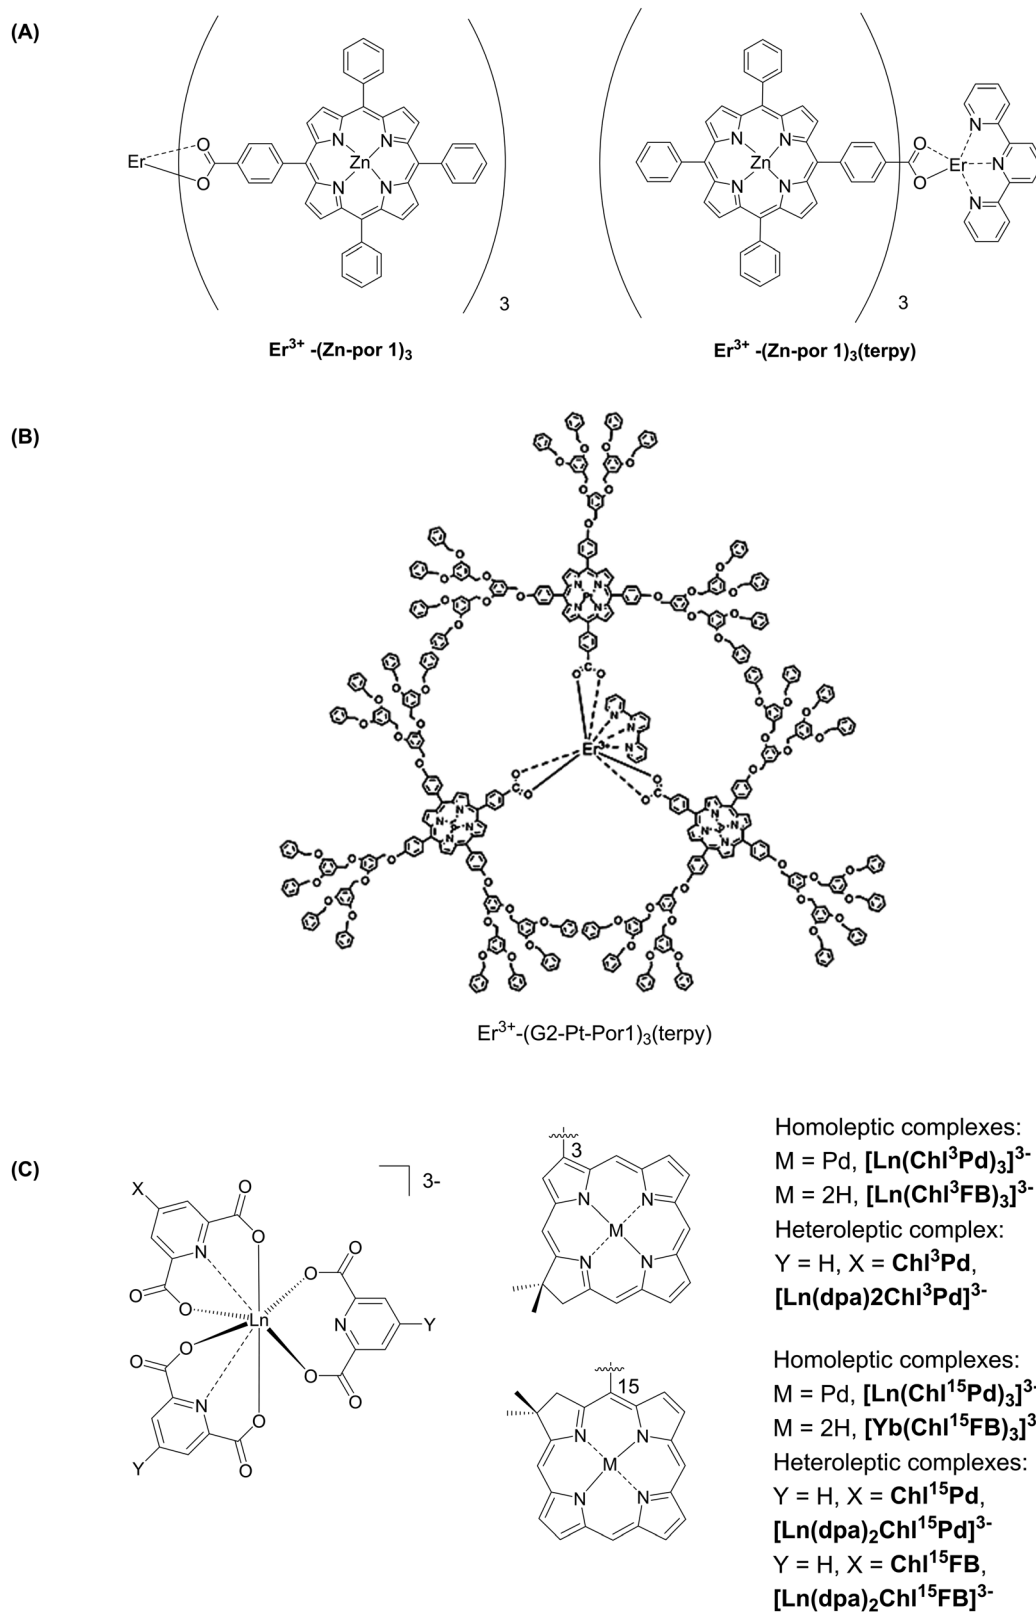 (A)
Er
O
O
N
N
Zn
N
N
3
N
N
Zn
N
N
O
O
Er
N
N
N
3
Er³⁺ -(Zn-por 1)₃
Er³⁺ -(Zn-por 1)₃(terpy)
(B)
Er³⁺
Er³⁺-(G2-Pt-Por1)₃(terpy)
(C)
3-
X
O
O
N
O
O
O
O
O
O
Ln
N
Y
O
O
N
O
O
Y
3
N
N
M
N
N
Homoleptic complexes:
M = Pd, [Ln(Chl³Pd)₃]³⁻
M = 2H, [Ln(Chl³FB)₃]³⁻
Heteroleptic complex:
Y = H, X = Chl³Pd,
[Ln(dpa)2Chl³Pd]³⁻
15
N
N
M
N
N
Homoleptic complexes:
M = Pd, [Ln(Chl¹⁵Pd)₃]³⁻
M = 2H, [Yb(Chl¹⁵FB)₃]³
Heteroleptic complexes:
Y = H, X = Chl¹⁵Pd,
[Ln(dpa)₂Chl¹⁵Pd]³⁻
Y = H, X = Chl¹⁵FB,
[Ln(dpa)₂Chl¹⁵FB]³⁻